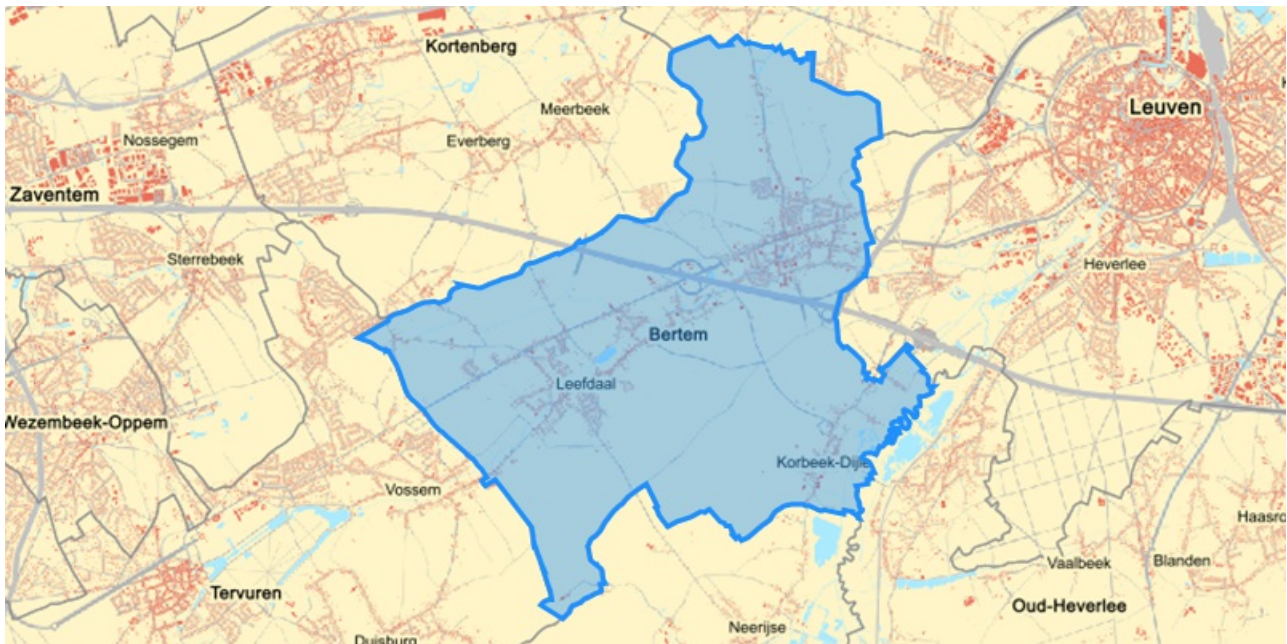 Kortenberg
Leuven
Meerbeek
Nossegem
Everberg
Zaventem
Sterrebeek
Heverlee
Bertem
Leefdaal
Wezembeek-Oppem
Korbeek-Dijle
Vossem
Haasro
Vaalbeek
Blanden
Tervuren
Oud-Heverlee
Neerijse
Duisburg